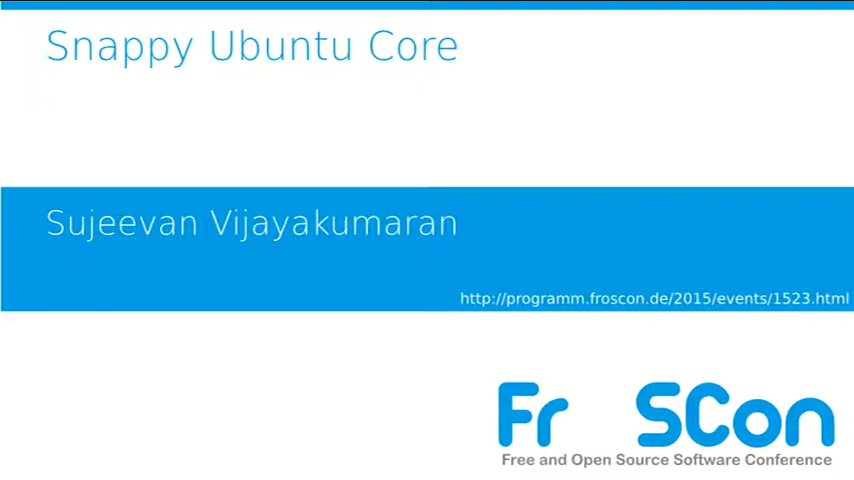 Snappy Ubuntu Core
Sujeevan Vijayakumaran
http://programm.froscon.de/2015/events/1523.html
Fr SCon
Free and Open Source Software Conference